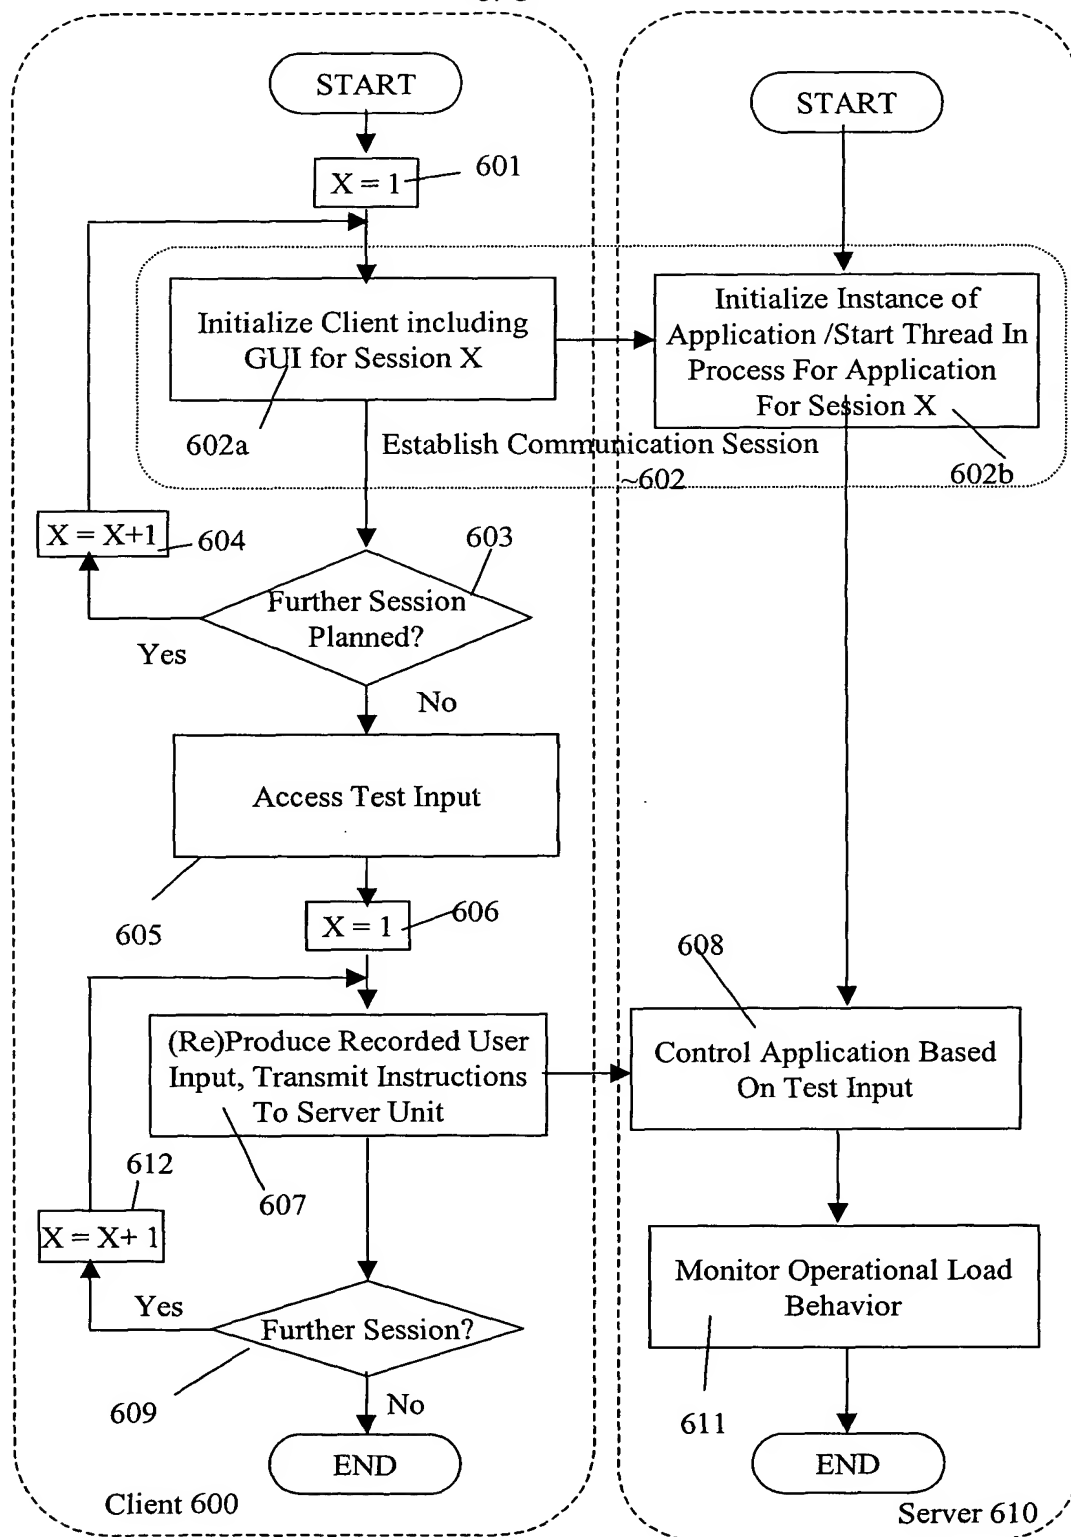 START
START
X = 1
601
Initialize Client including
GUI for Session X
602a
Initialize Instance of
Application /Start Thread In
Process For Application
For Session X
602b
Establish Communication Session
~602
X = X+1
604
603
Further Session
Planned?
Yes
No
Access Test Input
605
X = 1
606
608
(Re)Produce Recorded User
Input, Transmit Instructions
To Server Unit
607
Control Application Based
On Test Input
612
X = X+ 1
Monitor Operational Load
Behavior
611
Yes
Further Session?
609
No
END
END
Client 600
Server 610